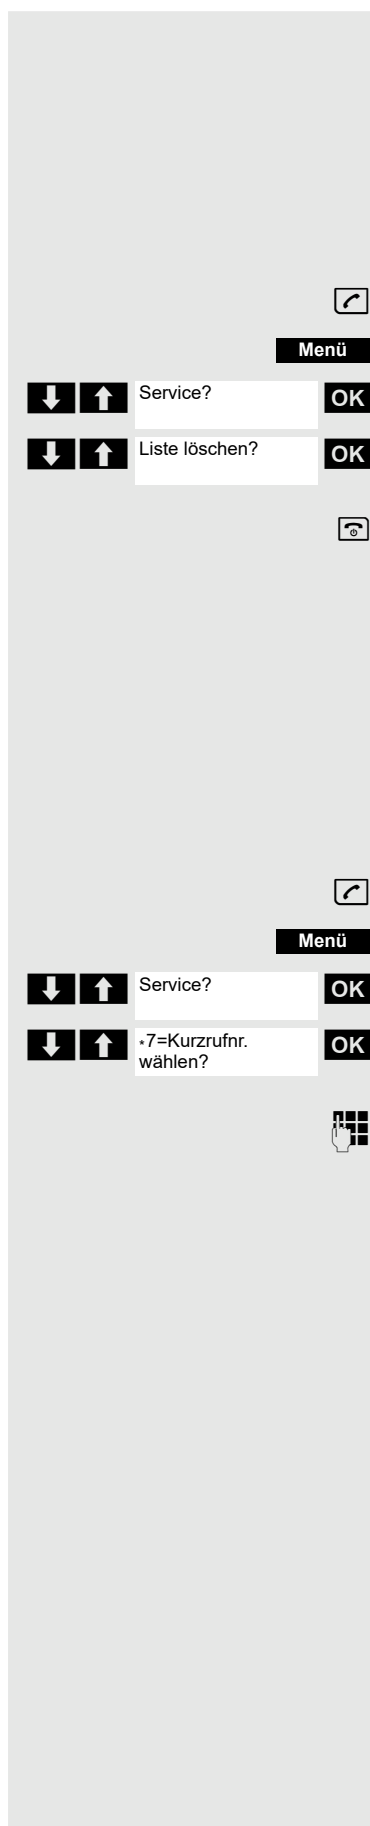 Menü
Service? OK
Liste löschen? OK
Menü
Service? OK
*7=Kurzrufnr. OK
wählen?